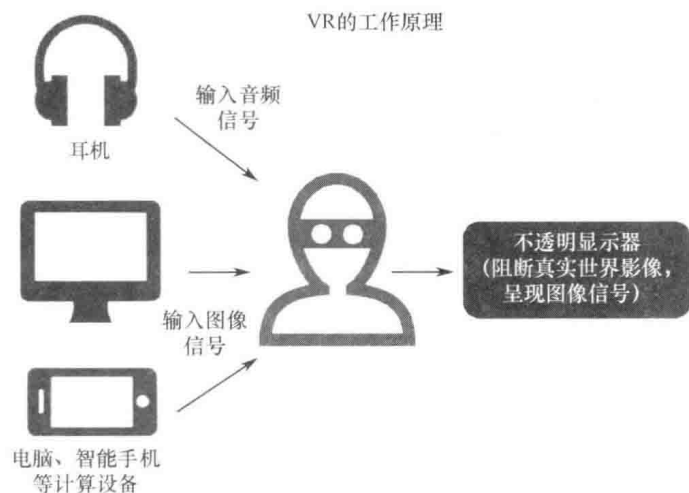 VR的工作原理
输入音频
信号
耳机
不透明显示器
(阻断真实世界影像，
呈现图像信号)
输入图像
信号
电脑、智能手机
等计算设备